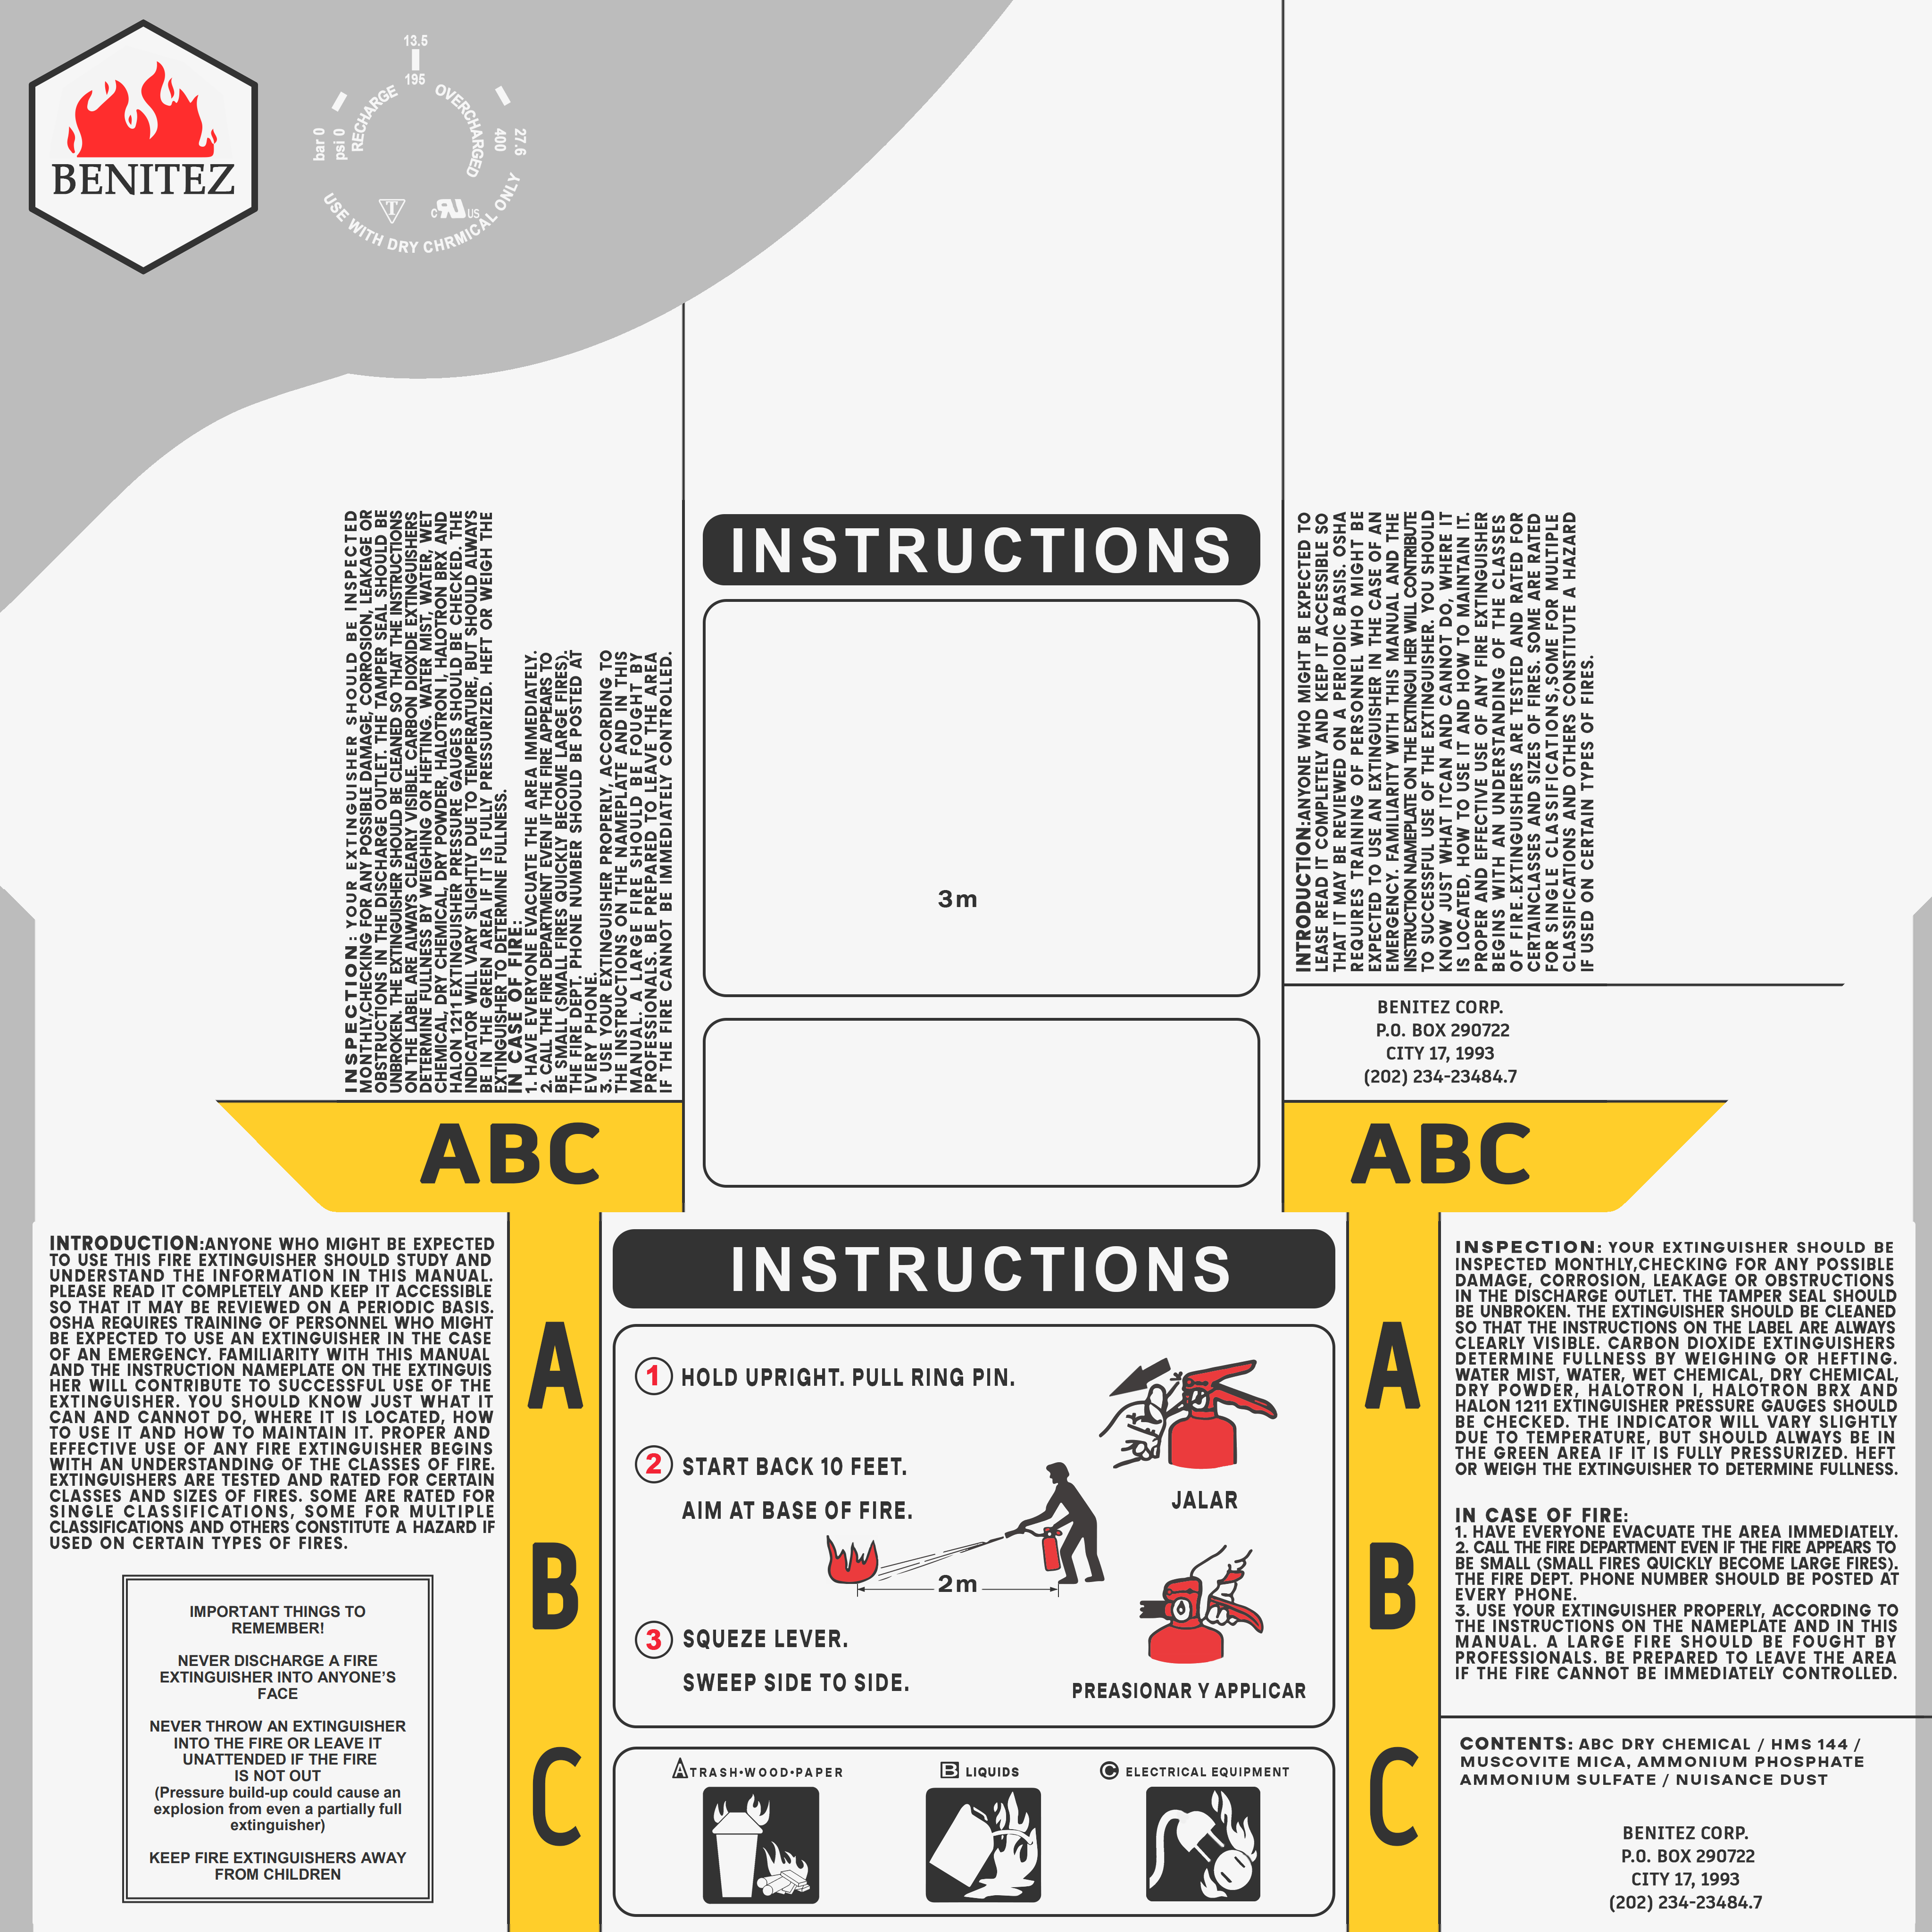 BENITEZ
13.5
195
RECHARGE
OVERCHARGED
bar 0
psi 0
400
27.6
T
c RU US
USE WITH DRY CHRMICAL ONLY
INSPECTION: YOUR EXTINGUISHER SHOULD BE INSPECTED
MONTHLY,CHECKING FOR ANY POSSIBLE DAMAGE, CORROSION, LEAKAGE OR
OBSTRUCTIONS IN THE DISCHARGE OUTLET. THE TAMPER SEAL SHOULD BE
UNBROKEN. THE EXTINGUISHER SHOULD BE CLEANED SO THAT THE INSTRUCTIONS
ON THE LABEL ARE ALWAYS CLEARLY VISIBLE. CARBON DIOXIDE EXTINGUISHERS
DETERMINE FULLNESS BY WEIGHING OR HEFTING. WATER MIST, WATER, WET
CHEMICAL, DRY CHEMICAL, DRY POWDER, HALOTRON I, HALOTRON BRX AND
HALON 1211 EXTINGUISHER PRESSURE GAUGES SHOULD BE CHECKED. THE
INDICATOR WILL VARY SLIGHTLY DUE TO TEMPERATURE, BUT SHOULD ALWAYS
BE IN THE GREEN AREA IF IT IS FULLY PRESSURIZED. HEFT OR WEIGH THE
EXTINGUISHER TO DETERMINE FULLNESS.
IN CASE OF FIRE:
1. HAVE EVERYONE EVACUATE THE AREA IMMEDIATELY.
2. CALL THE FIRE DEPARTMENT EVEN IF THE FIRE APPEARS TO
BE SMALL (SMALL FIRES QUICKLY BECOME LARGE FIRES).
THE FIRE DEPT. PHONE NUMBER SHOULD BE POSTED AT
EVERY PHONE.
3. USE YOUR EXTINGUISHER PROPERLY, ACCORDING TO
THE INSTRUCTIONS ON THE NAMEPLATE AND IN THIS
MANUAL. A LARGE FIRE SHOULD BE FOUGHT BY
PROFESSIONALS. BE PREPARED TO LEAVE THE AREA
IF THE FIRE CANNOT BE IMMEDIATELY CONTROLLED.
INSTRUCTIONS
3m
INTRODUCTION:ANYONE WHO MIGHT BE EXPECTED TO
LEASE READ IT COMPLETELY AND KEEP IT ACCESSIBLE SO
THAT IT MAY BE REVIEWED ON A PERIODIC BASIS. OSHA
REQUIRES TRAINING OF PERSONNEL WHO MIGHT BE
EXPECTED TO USE AN EXTINGUISHER IN THE CASE OF AN
EMERGENCY. FAMILIARITY WITH THIS MANUAL AND THE
INSTRUCTION NAMEPLATE ON THE EXTINGUI HER WILL CONTRIBUTE
TO SUCCESSFUL USE OF THE EXTINGUISHER. YOU SHOULD
KNOW JUST WHAT ITCAN AND CANNOT DO, WHERE IT
IS LOCATED, HOW TO USE IT AND HOW TO MAINTAIN IT.
PROPER AND EFFECTIVE USE OF ANY FIRE EXTINGUISHER
BEGINS WITH AN UNDERSTANDING OF THE CLASSES
OF FIRE.EXTINGUISHERS ARE TESTED AND RATED FOR
CERTAINCLASSES AND SIZES OF FIRES. SOME ARE RATED
FOR SINGLE CLASSIFICATIONS,SOME FOR MULTIPLE
CLASSIFICATIONS AND OTHERS CONSTITUTE A HAZARD
IF USED ON CERTAIN TYPES OF FIRES.
BENITEZ CORP.
P.O. BOX 290722
CITY 17, 1993
(202) 234-23484.7
ABC
ABC
INTRODUCTION:ANYONE WHO MIGHT BE EXPECTED
TO USE THIS FIRE EXTINGUISHER SHOULD STUDY AND
UNDERSTAND THE INFORMATION IN THIS MANUAL.
PLEASE READ IT COMPLETELY AND KEEP IT ACCESSIBLE
SO THAT IT MAY BE REVIEWED ON A PERIODIC BASIS.
OSHA REQUIRES TRAINING OF PERSONNEL WHO MIGHT
BE EXPECTED TO USE AN EXTINGUISHER IN THE CASE
OF AN EMERGENCY. FAMILIARITY WITH THIS MANUAL
AND THE INSTRUCTION NAMEPLATE ON THE EXTINGUIS
HER WILL CONTRIBUTE TO SUCCESSFUL USE OF THE
EXTINGUISHER. YOU SHOULD KNOW JUST WHAT IT
CAN AND CANNOT DO, WHERE IT IS LOCATED, HOW
TO USE IT AND HOW TO MAINTAIN IT. PROPER AND
EFFECTIVE USE OF ANY FIRE EXTINGUISHER BEGINS
WITH AN UNDERSTANDING OF THE CLASSES OF FIRE.
EXTINGUISHERS ARE TESTED AND RATED FOR CERTAIN
CLASSES AND SIZES OF FIRES. SOME ARE RATED FOR
SINGLE CLASSIFICATIONS, SOME FOR MULTIPLE
CLASSIFICATIONS AND OTHERS CONSTITUTE A HAZARD IF
USED ON CERTAIN TYPES OF FIRES.
IMPORTANT THINGS TO
REMEMBER!
NEVER DISCHARGE A FIRE
EXTINGUISHER INTO ANYONE'S
FACE
NEVER THROW AN EXTINGUISHER
INTO THE FIRE OR LEAVE IT
UNATTENDED IF THE FIRE
IS NOT OUT
(Pressure build-up could cause an
explosion from even a partially full
extinguisher)
KEEP FIRE EXTINGUISHERS AWAY
FROM CHILDREN
A
B
C
INSTRUCTIONS
1 HOLD UPRIGHT. PULL RING PIN.
2 START BACK 10 FEET.
AIM AT BASE OF FIRE.
JALAR
2m
3 SQUEZE LEVER.
SWEEP SIDE TO SIDE.
PREASIONAR Y APPLICAR
A TRASH•WOOD•PAPER
B LIQUIDS
C ELECTRICAL EQUIPMENT
A
B
C
INSPECTION: YOUR EXTINGUISHER SHOULD BE
INSPECTED MONTHLY,CHECKING FOR ANY POSSIBLE
DAMAGE, CORROSION, LEAKAGE OR OBSTRUCTIONS
IN THE DISCHARGE OUTLET. THE TAMPER SEAL SHOULD
BE UNBROKEN. THE EXTINGUISHER SHOULD BE CLEANED
SO THAT THE INSTRUCTIONS ON THE LABEL ARE ALWAYS
CLEARLY VISIBLE. CARBON DIOXIDE EXTINGUISHERS
DETERMINE FULLNESS BY WEIGHING OR HEFTING.
WATER MIST, WATER, WET CHEMICAL, DRY CHEMICAL,
DRY POWDER, HALOTRON I, HALOTRON BRX AND
HALON 1211 EXTINGUISHER PRESSURE GAUGES SHOULD
BE CHECKED. THE INDICATOR WILL VARY SLIGHTLY
DUE TO TEMPERATURE, BUT SHOULD ALWAYS BE IN
THE GREEN AREA IF IT IS FULLY PRESSURIZED. HEFT
OR WEIGH THE EXTINGUISHER TO DETERMINE FULLNESS.
IN CASE OF FIRE:
1. HAVE EVERYONE EVACUATE THE AREA IMMEDIATELY.
2. CALL THE FIRE DEPARTMENT EVEN IF THE FIRE APPEARS TO
BE SMALL (SMALL FIRES QUICKLY BECOME LARGE FIRES).
THE FIRE DEPT. PHONE NUMBER SHOULD BE POSTED AT
EVERY PHONE.
3. USE YOUR EXTINGUISHER PROPERLY, ACCORDING TO
THE INSTRUCTIONS ON THE NAMEPLATE AND IN THIS
MANUAL. A LARGE FIRE SHOULD BE FOUGHT BY
PROFESSIONALS. BE PREPARED TO LEAVE THE AREA
IF THE FIRE CANNOT BE IMMEDIATELY CONTROLLED.
CONTENTS: ABC DRY CHEMICAL / HMS 144 /
MUSCOVITE MICA, AMMONIUM PHOSPHATE
AMMONIUM SULFATE / NUISANCE DUST
BENITEZ CORP.
P.O. BOX 290722
CITY 17, 1993
(202) 234-23484.7